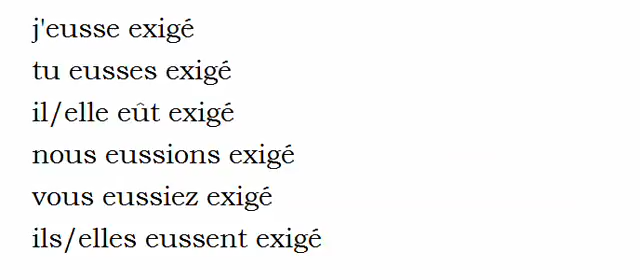 j'eusse exigé
tu eusses exigé
il/elle eût exigé
nous eussions exigé
vous eussiez exigé
ils/elles eussent exigé